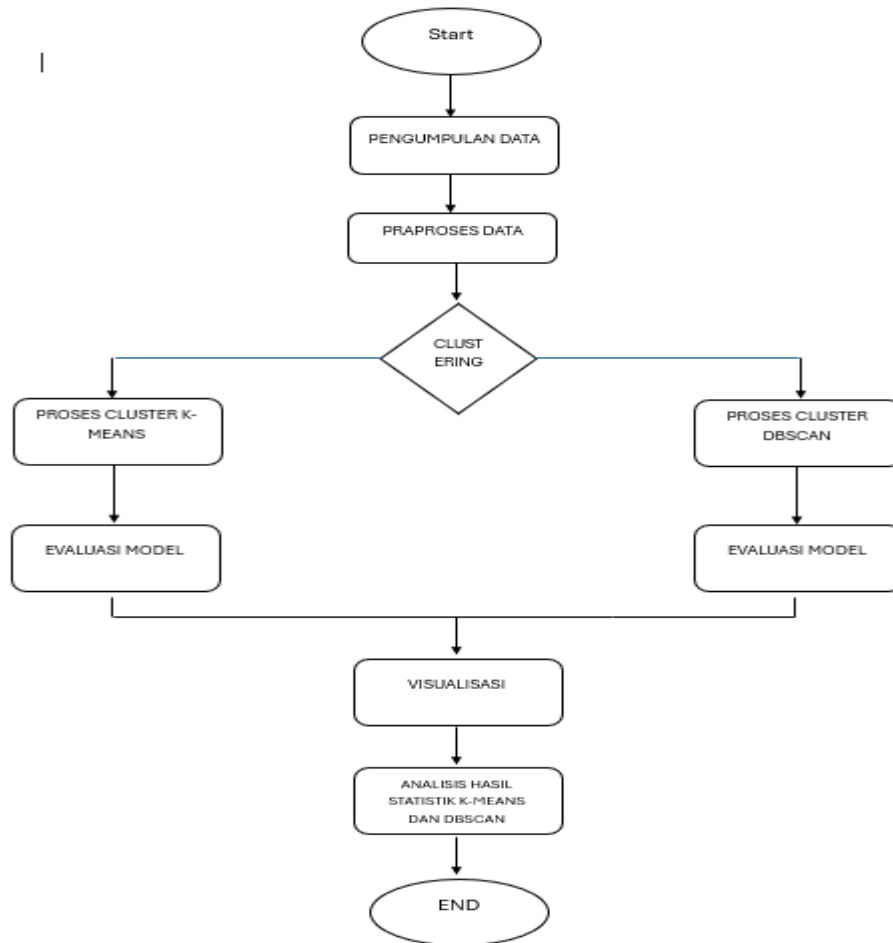 Start
PENGUMPULAN DATA
PRAPROSES DATA
CLUST
ERING
PROSES CLUSTER K-
MEANS
PROSES CLUSTER
DBSCAN
EVALUASI MODEL
EVALUASI MODEL
VISUALISASI
ANALISIS HASIL
STATISTIK K-MEANS
DAN DBSCAN
END